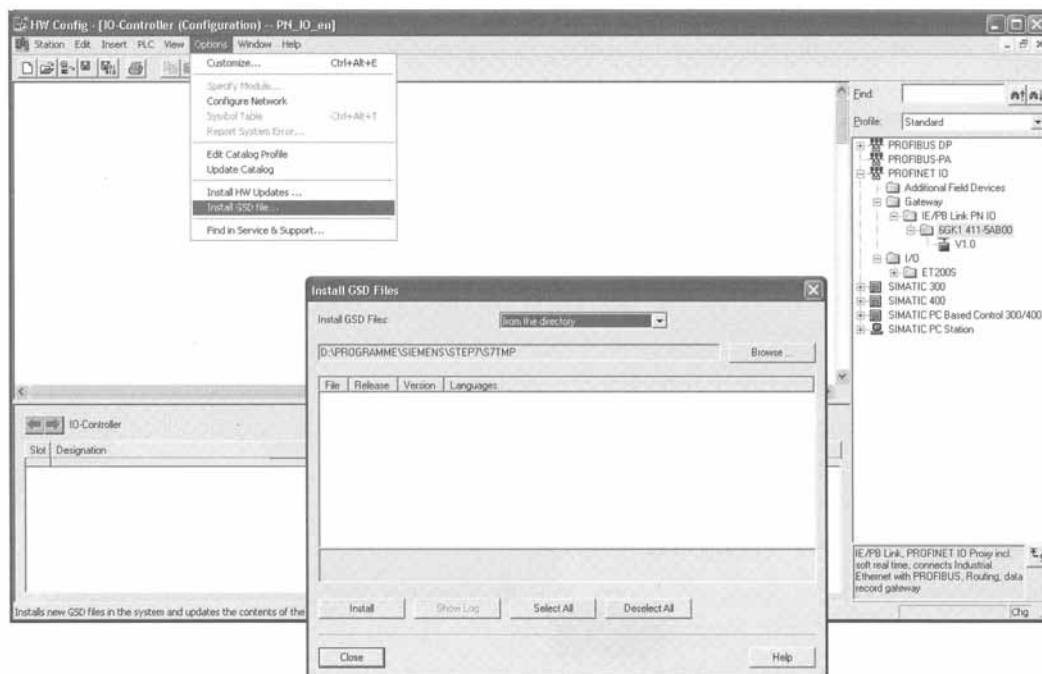 HW Config - [IO-Controller (Configuration) -- PN_IO_en]
Station Edit Insert PLC View Options Window Help
Customize... Ctrl+Alt+E
Specify Module...
Configure Network
Symbol Table Ctrl+Alt+T
Report System Error...
Edit Catalog Profile
Update Catalog
Install HW Updates ...
Install GSD file...
Find in Service & Support...
Find:
Profile: Standard
PROFIBUS DP
PROFIBUS-PA
PROFINET IO
Additional Field Devices
Gateway
IE/PB Link PN IO
6GK1 411-5AB00
V1.0
I/O
ET200S
SIMATIC 300
SIMATIC 400
SIMATIC PC Based Control 300/400
SIMATIC PC Station
Install GSD Files
Install GSD Files: from the directory
D:\PROGRAMME\SIEMENS\STEP7\S7TMP Browse ...
File Release Version Languages
Install Show Log Select All Deselect All
Close Help
IO-Controller
Slot Designation
IE/PB Link, PROFINET IO Proxy incl.
soft real time, connects Industrial
Ethernet with PROFIBUS, Routing, data
record gateway
Installs new GSD files in the system and updates the contents of the
Chg